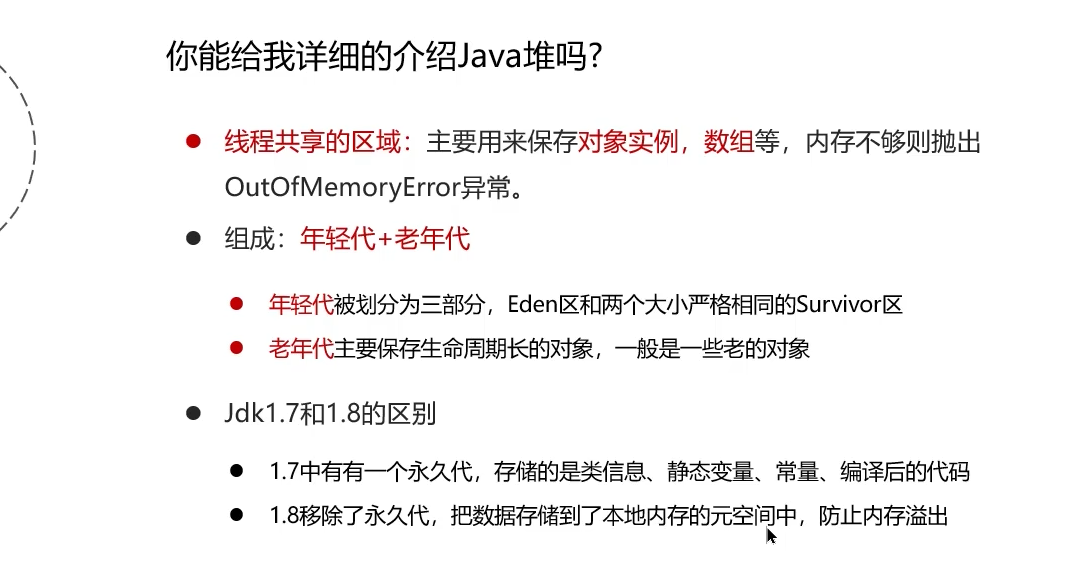 你能给我详细的介绍Java堆吗?
线程共享的区域：主要用来保存对象实例，数组等，内存不够则抛出
OutOfMemoryError异常。
组成：年轻代+老年代
年轻代被划分为三部分，Eden区和两个大小严格相同的Survivor区
老年代主要保存生命周期长的对象，一般是一些老的对象
Jdk1.7和1.8的区别
1.7中有有一个永久代，存储的是类信息、静态变量、常量、编译后的代码
1.8移除了永久代，把数据存储到了本地内存的元空间中，防止内存溢出